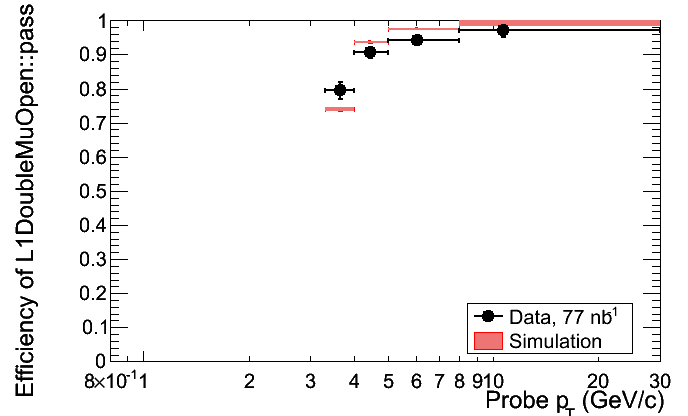 Efficiency of L1DoubleMuOpen::pass
1
0.9
0.8
0.7
0.6
0.5
0.4
0.3
0.2
0.1
0
8×10⁻¹ 1 2 3 4 5 6 7 8 9 10 20 30
Probe p_T (GeV/c)
Data, 77 nb⁻¹
Simulation